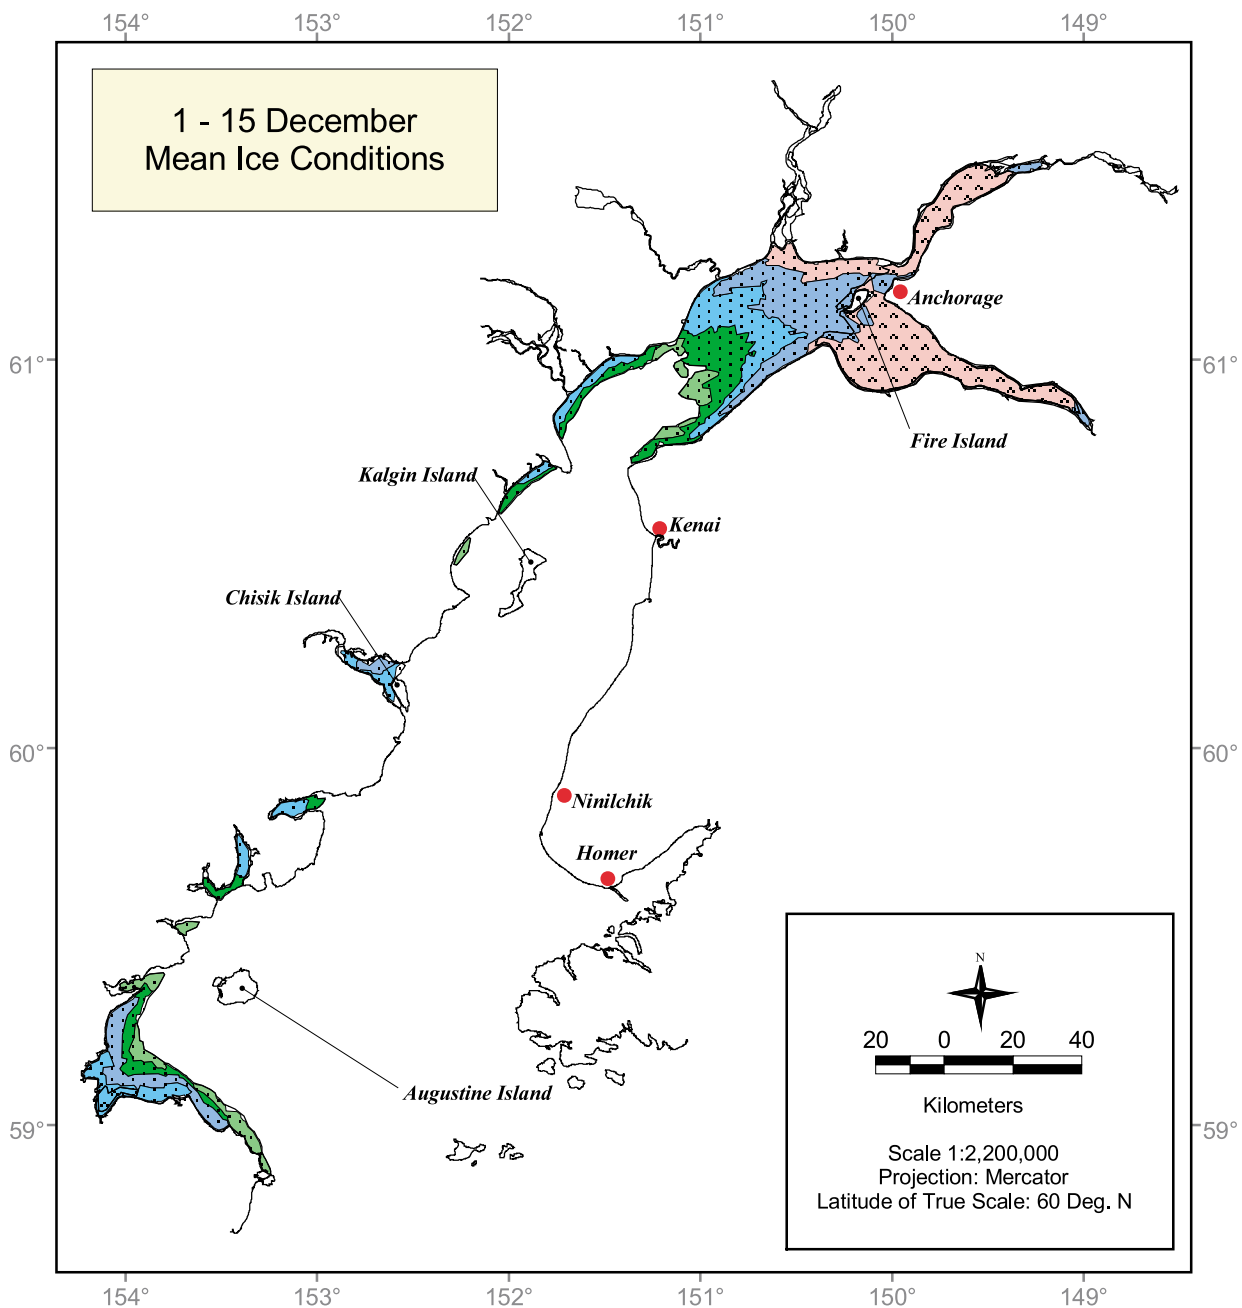 154° 153° 152° 151° 150° 149°
1 - 15 December
Mean Ice Conditions
Anchorage
61° 61°
Fire Island
Kalgin Island
Kenai
Chisik Island
60° 60°
Ninilchik
Homer
N
Augustine Island
20 0 20 40
Kilometers
59° 59°
Scale 1:2,200,000
Projection: Mercator
Latitude of True Scale: 60 Deg. N
154° 153° 152° 151° 150° 149°